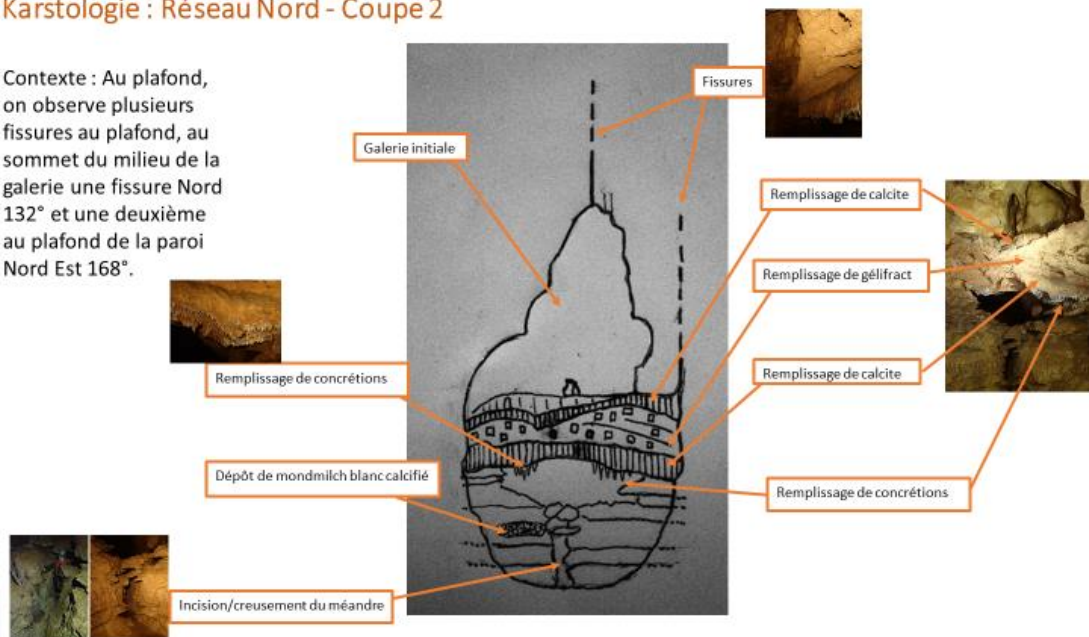 Karstologie : Réseau Nord - Coupe 2
Contexte : Au plafond,
on observe plusieurs
fissures au plafond, au
sommet du milieu de la
galerie une fissure Nord
132° et une deuxième
au plafond de la paroi
Nord Est 168°.
Fissures
Galerie initiale
Remplissage de calcite
Remplissage de gélifract
Remplissage de calcite
Remplissage de concrétions
Remplissage de concrétions
Dépôt de mondmilch blanc calcifié
Incision/creusement du méandre